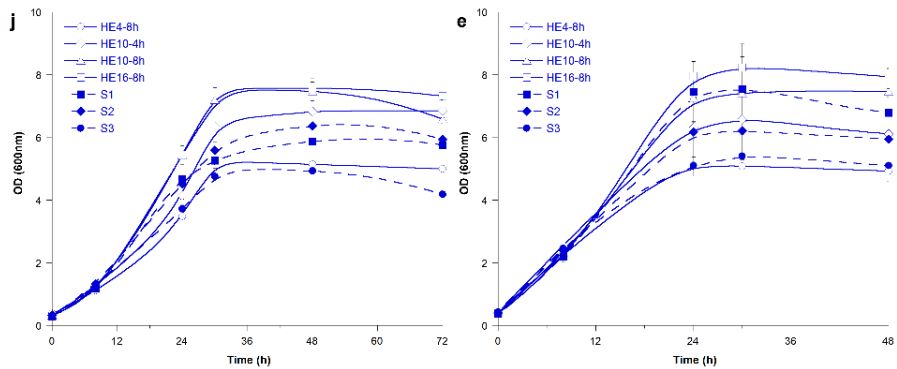 j
10
8
6
4
2
0
OD (600nm)
HE4-8h
HE10-4h
HE10-8h
HE16-8h
S1
S2
S3
0 12 24 36 48 60 72
Time (h)
e
10
8
6
4
2
0
OD (600nm)
HE4-8h
HE10-4h
HE10-8h
HE16-8h
S1
S2
S3
0 12 24 36 48
Time (h)